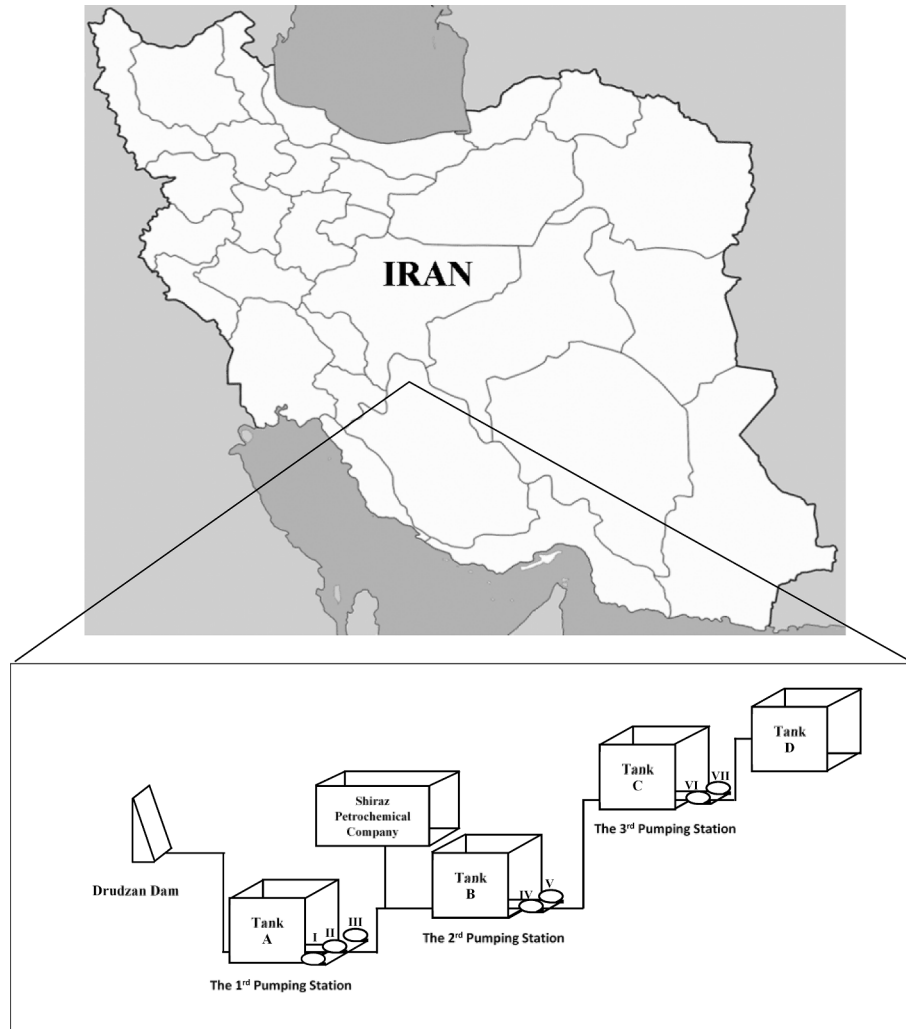 IRAN
Tank
D
Tank
C
VI
VII
The 3rd Pumping Station
Shiraz
Petrochemical
Company
Drudzan Dam
Tank
B
IV
V
The 2rd Pumping Station
Tank
A
I
II
III
The 1rd Pumping Station